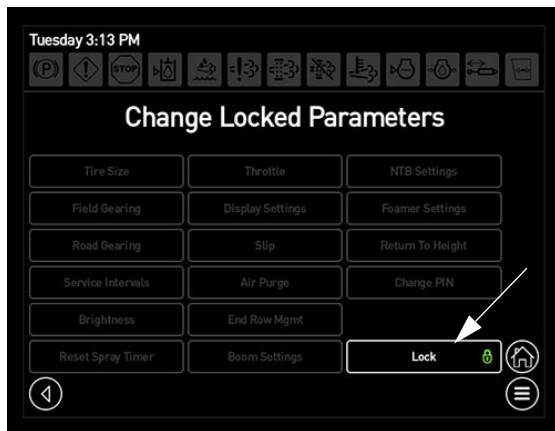 Tuesday 3:13 PM
(P) ! STOP
Change Locked Parameters
Tire Size Throttle NTB Settings
Field Gearing Display Settings Foamer Settings
Road Gearing Slip Return To Height
Service Intervals Air Purge Change PIN
Brightness End Row Mgmt
Reset Spray Timer Boom Settings Lock